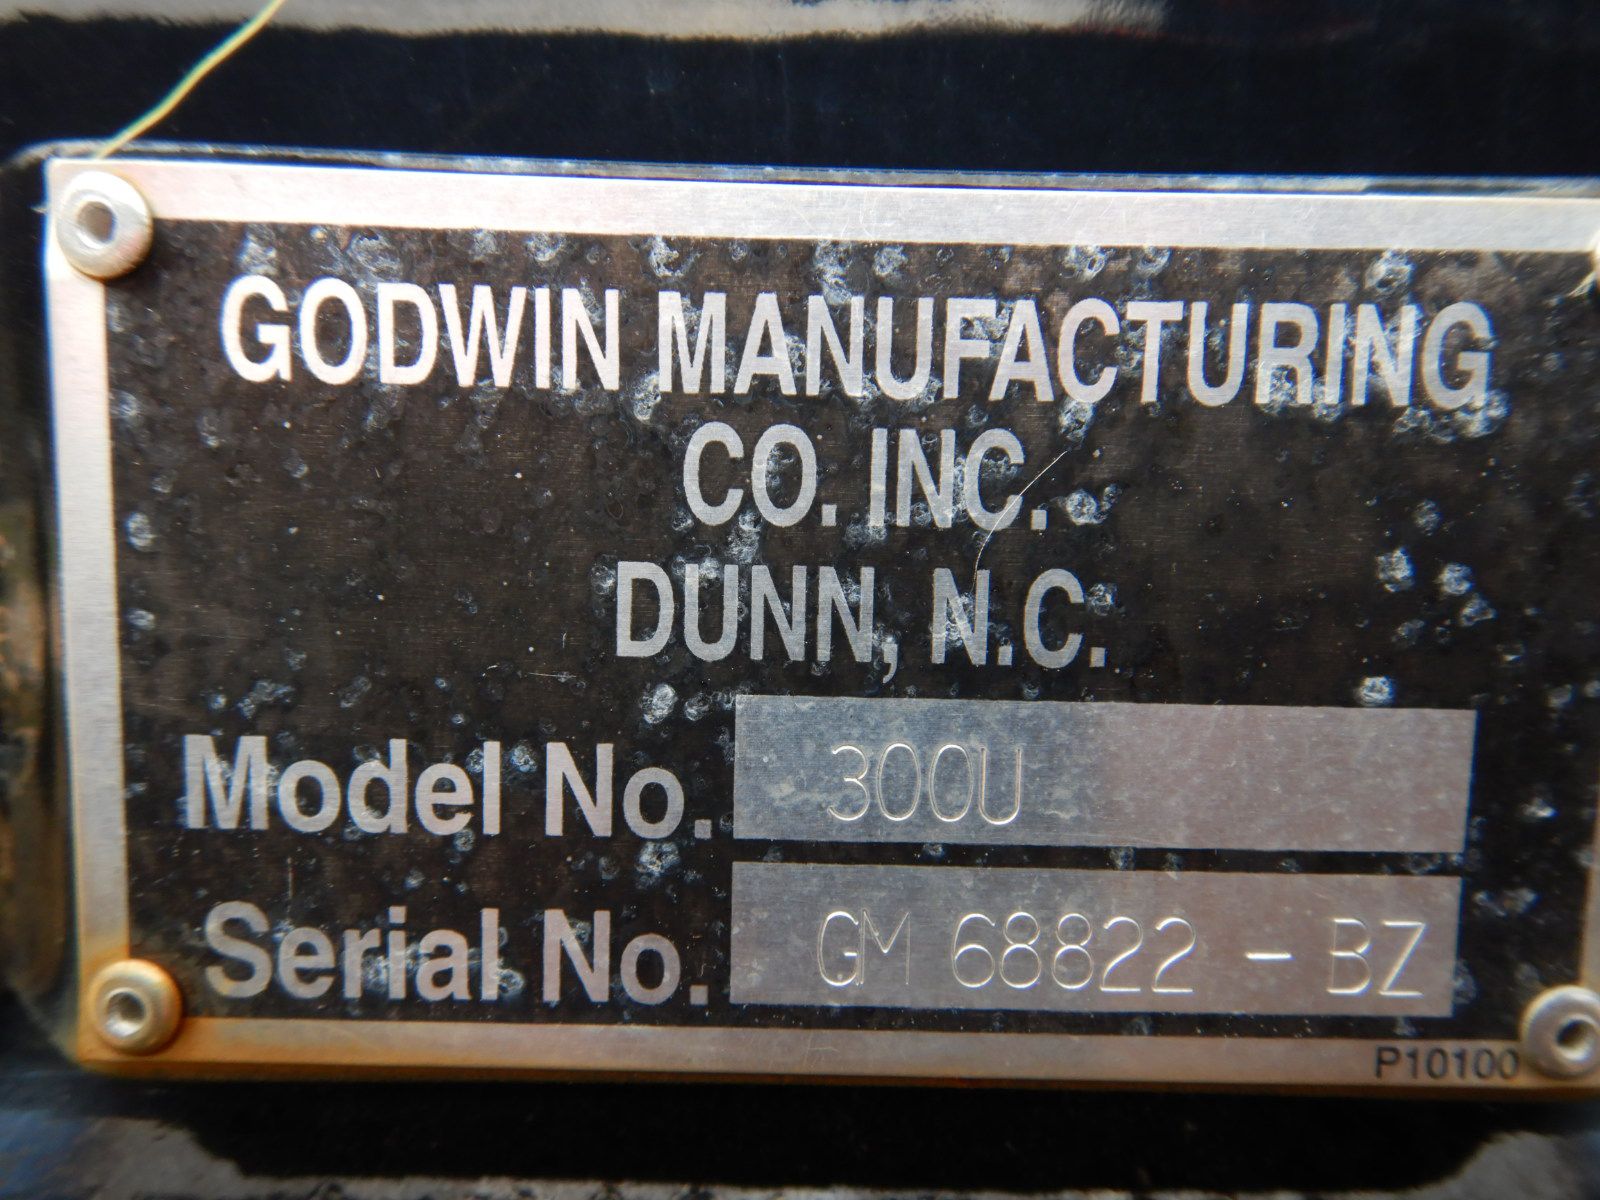 GODWIN MANUFACTURING
CO. INC.
DUNN, N.C.
Model No. 300U
Serial No. GM 68822 - BZ
P10100